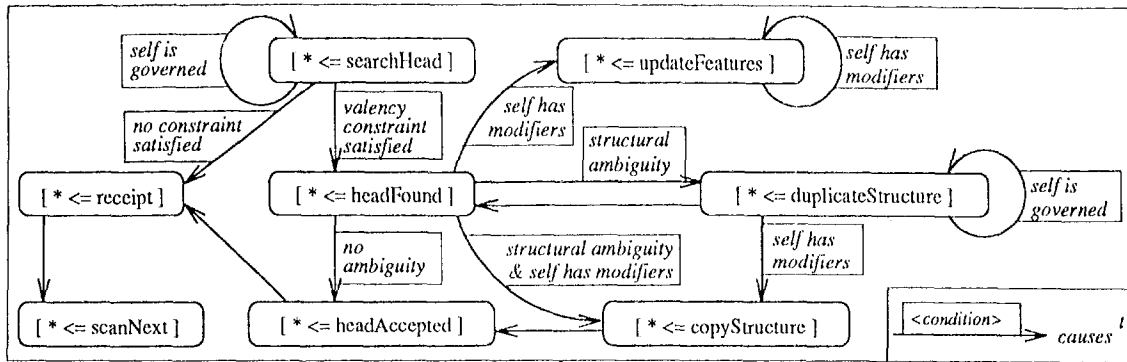 self is
governed
[ * <= searchHead ]
[ * <= updateFeatures ]
self has
modifiers
no constraint
satisfied
valency
constraint
satisfied
self has
modifiers
structural
ambiguity
[ * <= receipt ]
[ * <= headFound ]
[ * <= duplicateStructure ]
self is
governed
no
ambiguity
structural ambiguity
& self has modifiers
self has
modifiers
[ * <= scanNext ]
[ * <= headAccepted ]
[ * <= copyStructure ]
<condition>
causes t